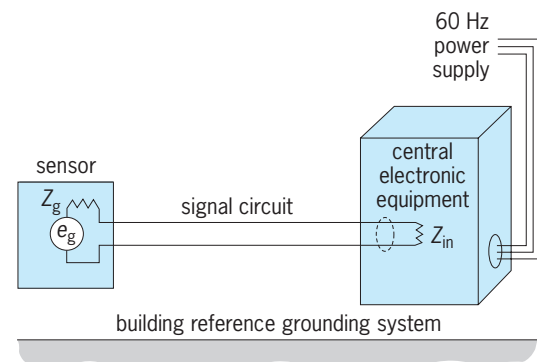 60 Hz
power
supply
sensor
central
electronic
equipment
Zg
eg
signal circuit
Zin
building reference grounding system